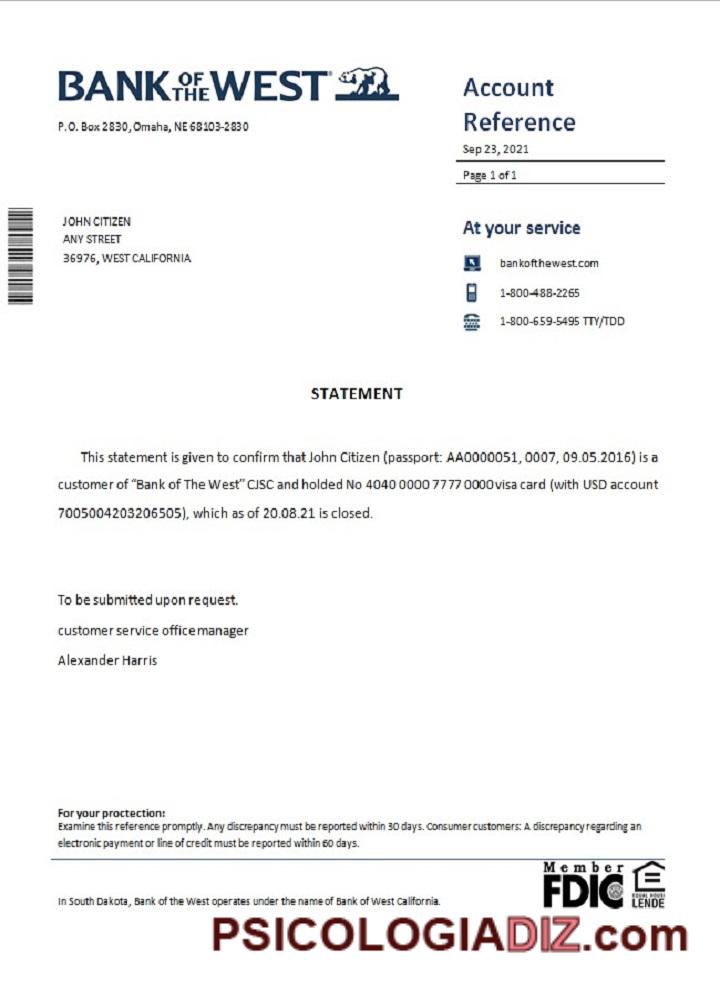 BANK OF THE WEST
P.O. Box 2830, Omaha, NE 68103-2830
Account
Reference
Sep 23, 2021
Page 1 of 1
JOHN CITIZEN
ANY STREET
36976, WEST CALIFORNIA
At your service
bankofthewest.com
1-800-488-2265
1-800-659-5495 TTY/TDD
STATEMENT
This statement is given to confirm that John Citizen (passport: AA0000051, 0007, 09.05.2016) is a
customer of “Bank of The West” CJSC and holded No 4040 0000 7777 0000visa card (with USD account
7005004203206505), which as of 20.08.21 is closed.
To be submitted upon request.
customer service office manager
Alexander Harris
For your proctection:
Examine this reference promptly. Any discrepancy must be reported within 30 days. Consumer customers: A discrepancy regarding an
electronic payment or line of credit must be reported within 60 days.
Member
FDIC
EQUAL HOUSI
LENDE
In South Dakota, Bank of the West operates under the name of Bank of West California.
PSICOLOGIADIZ.com